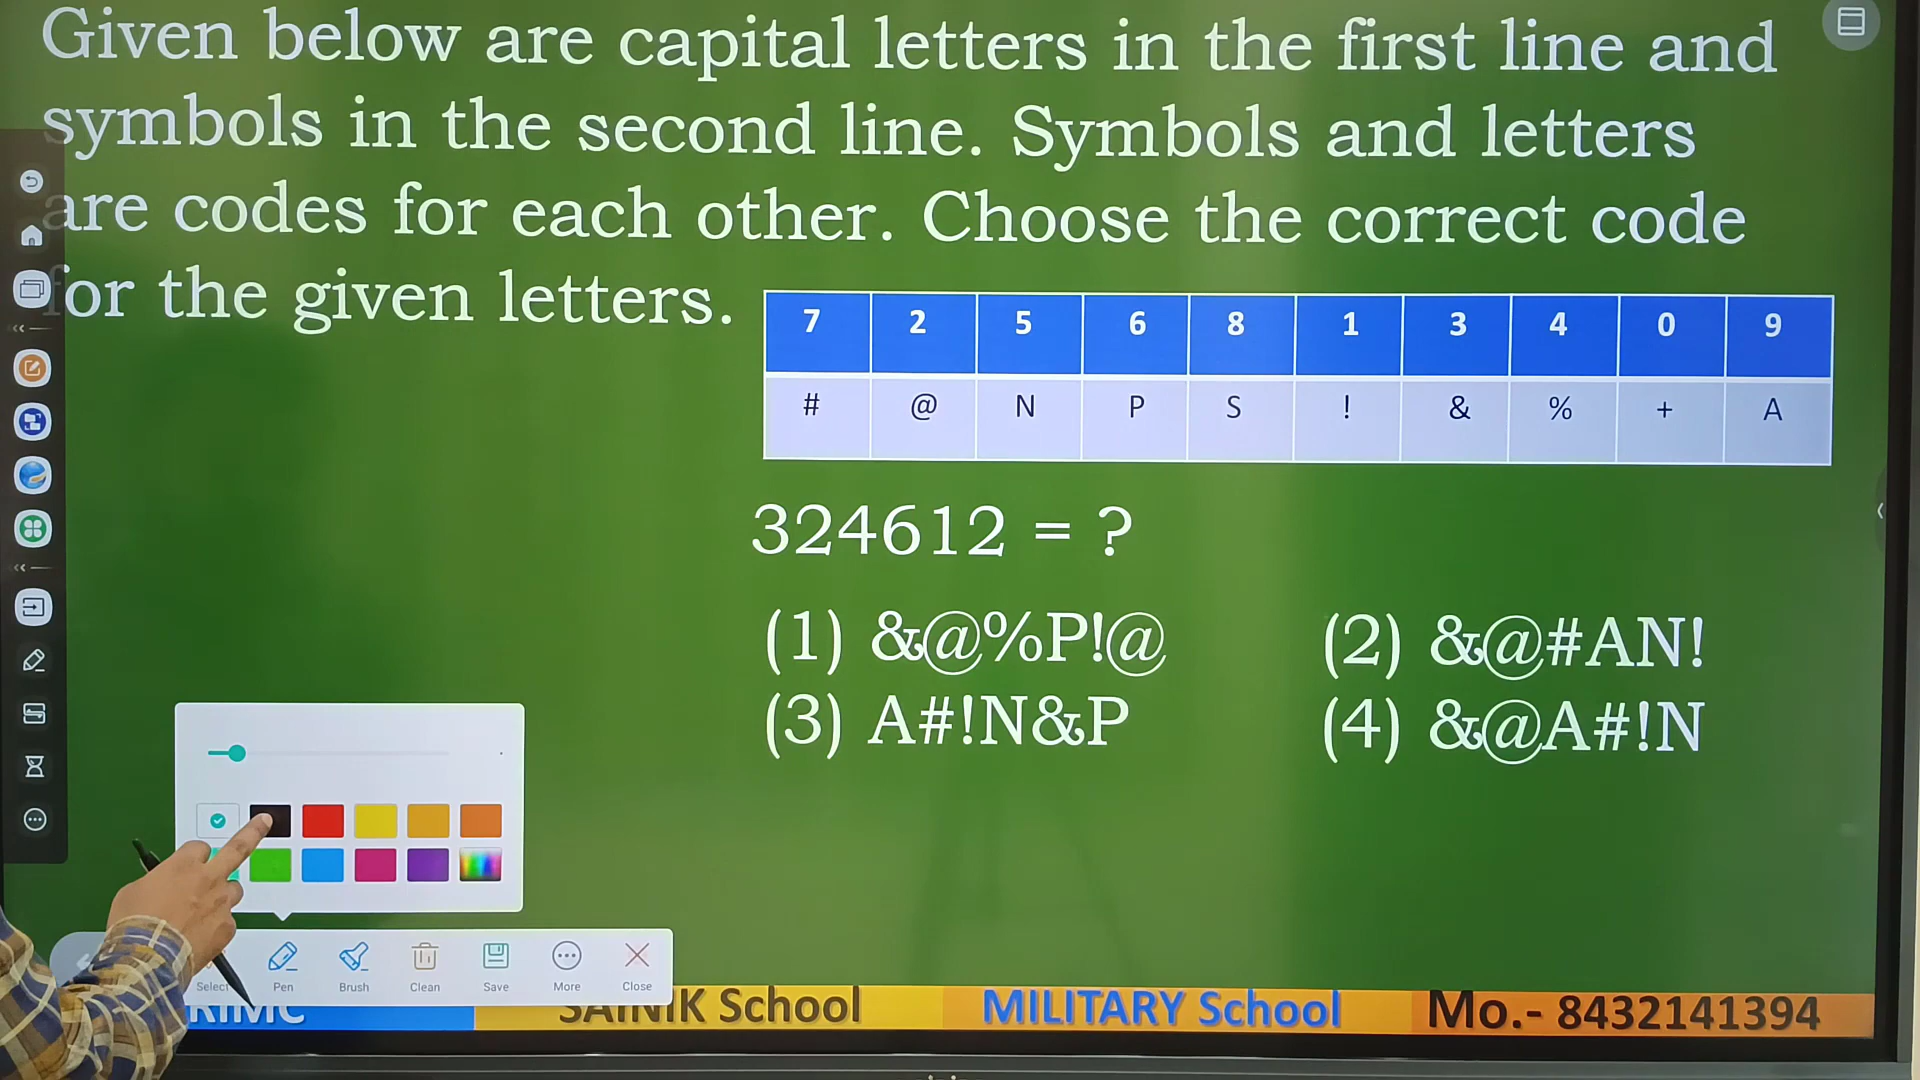 Given below are capital letters in the first line and
symbols in the second line. Symbols and letters
are codes for each other. Choose the correct code
for the given letters.
7 2 5 6 8 1 3 4 0 9
# @ N P S ! & % + A
324612 = ?
(1) &@%P!@ (2) &@#AN!
(3) A#!N&P (4) &@A#!N
Select Pen Brush Clean Save More Close
RIMC SAINIK School MILITARY School Mo.- 8432141394